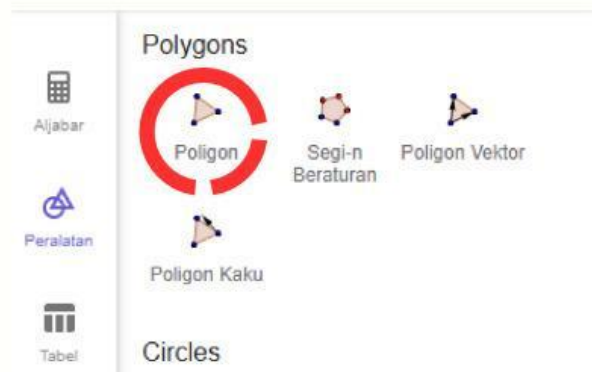 Polygons
Aljabar
Poligon
Segi-n
Beraturan
Poligon Vektor
Peralatan
Poligon Kaku
Tabel
Circles